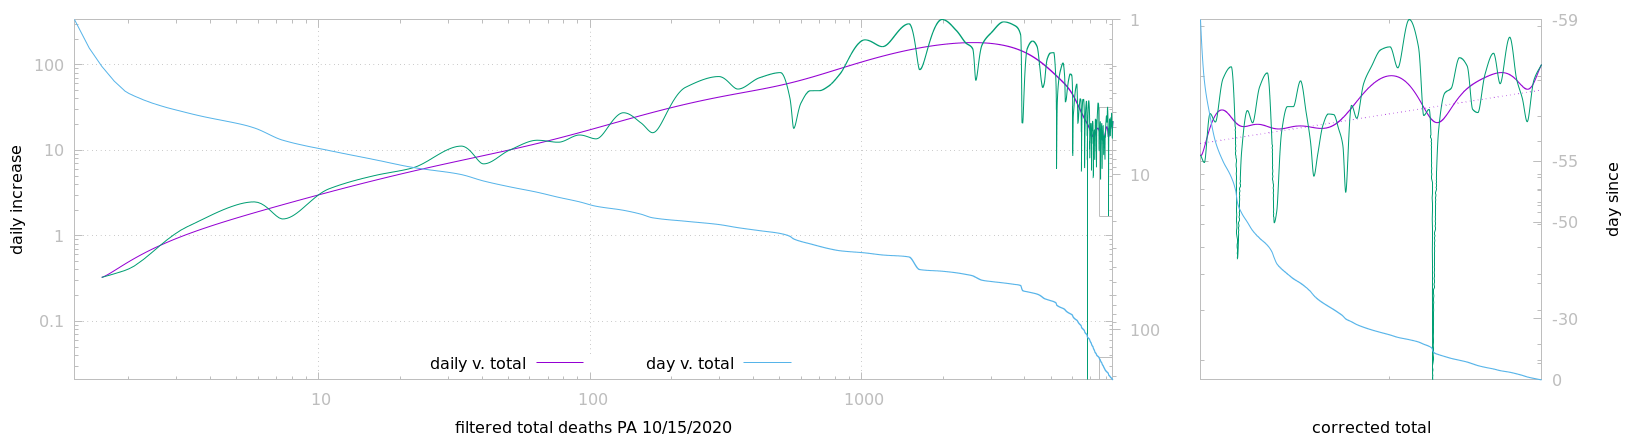 daily increase
100
10
1
0.1
daily v. total
day v. total
10
100
1000
filtered total deaths PA 10/15/2020
1
10
100
-59
-55
-50
-30
0
day since
corrected total